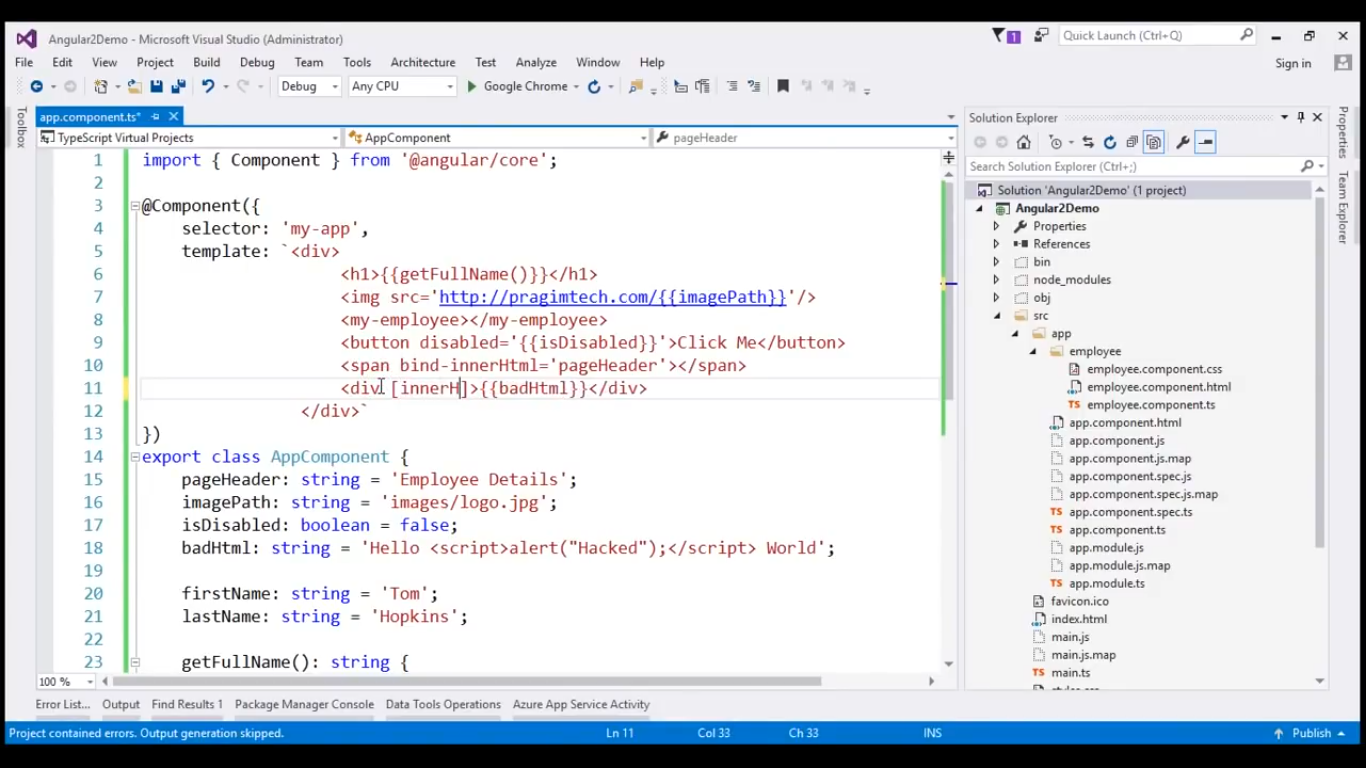 Angular2Demo - Microsoft Visual Studio (Administrator)
1
Quick Launch (Ctrl+Q)
File Edit View Project Build Debug Team Tools Architecture Test Analyze Window Help
Sign in
Debug Any CPU Google Chrome
Toolbox
app.component.ts*
TypeScript Virtual Projects AppComponent pageHeader
1 import { Component } from '@angular/core';
2
3 @Component({
4 selector: 'my-app',
5 template: `<div>
6 <h1>{{getFullName()}}</h1>
7 <img src='http://pragimtech.com/{{imagePath}}'/>
8 <my-employee></my-employee>
9 <button disabled='{{isDisabled}}'>Click Me</button>
10 <span bind-innerHtml='pageHeader'></span>
11 <div [innerH]>{{badHtml}}</div>
12 </div>`
13 })
14 export class AppComponent {
15 pageHeader: string = 'Employee Details';
16 imagePath: string = 'images/logo.jpg';
17 isDisabled: boolean = false;
18 badHtml: string = 'Hello <script>alert("Hacked");</script> World';
19
20 firstName: string = 'Tom';
21 lastName: string = 'Hopkins';
22
23 getFullName(): string {
100 %
Solution Explorer
Search Solution Explorer (Ctrl+;)
Solution 'Angular2Demo' (1 project)
Angular2Demo
Properties
References
bin
node_modules
obj
src
app
employee
employee.component.css
employee.component.html
employee.component.ts
app.component.html
app.component.js
app.component.js.map
app.component.spec.js
app.component.spec.js.map
app.component.spec.ts
app.component.ts
app.module.js
app.module.js.map
app.module.ts
favicon.ico
index.html
main.js
main.js.map
main.ts
Properties
Team Explorer
Error List... Output Find Results 1 Package Manager Console Data Tools Operations Azure App Service Activity
Project contained errors. Output generation skipped. Ln 11 Col 33 Ch 33 INS Publish